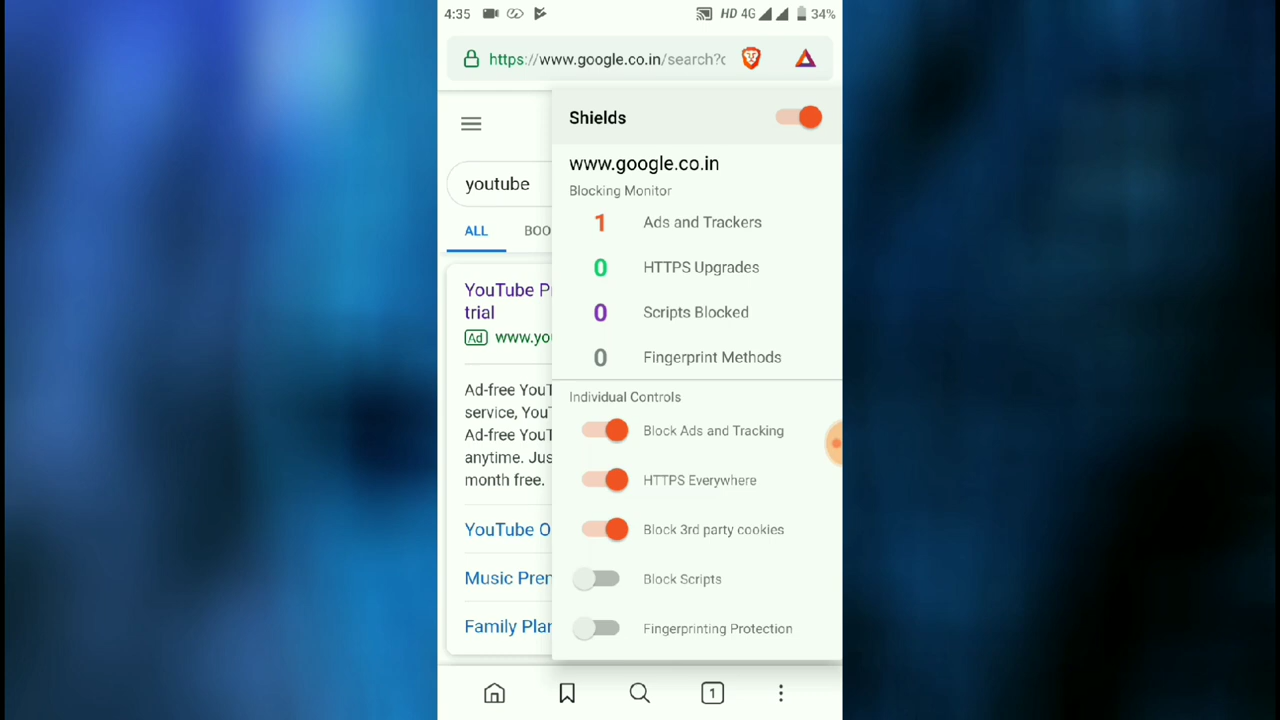 4:35
HD 4G 34%
https://www.google.co.in/search?
Shields
www.google.co.in
Blocking Monitor
youtube
1 Ads and Trackers
ALL BOO
0 HTTPS Upgrades
YouTube P
trial
0 Scripts Blocked
Ad www.yo
0 Fingerprint Methods
Ad-free YouT
service, You
Ad-free YouT
anytime. Jus
month free.
Individual Controls
Block Ads and Tracking
HTTPS Everywhere
YouTube O
Block 3rd party cookies
Music Pren
Block Scripts
Family Plar
Fingerprinting Protection
1